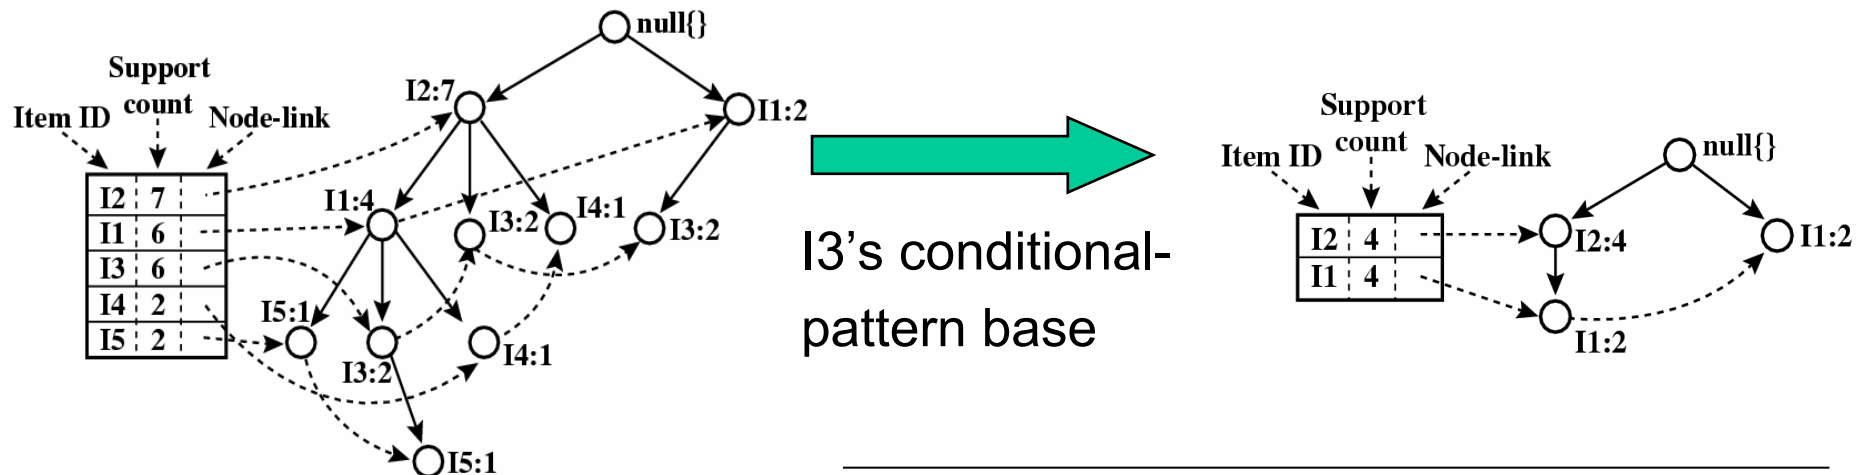 null{}
Support
count
Item ID
Node-link
I2:7
I1:2
I2 7
I1 6
I3 6
I4 2
I5 2
I1:4
I3:2
I4:1
I3:2
I5:1
I3:2
I4:1
I5:1
I3’s conditional-
pattern base
Support
count
Item ID
Node-link
null{}
I2 4
I1 4
I2:4
I1:2
I1:2